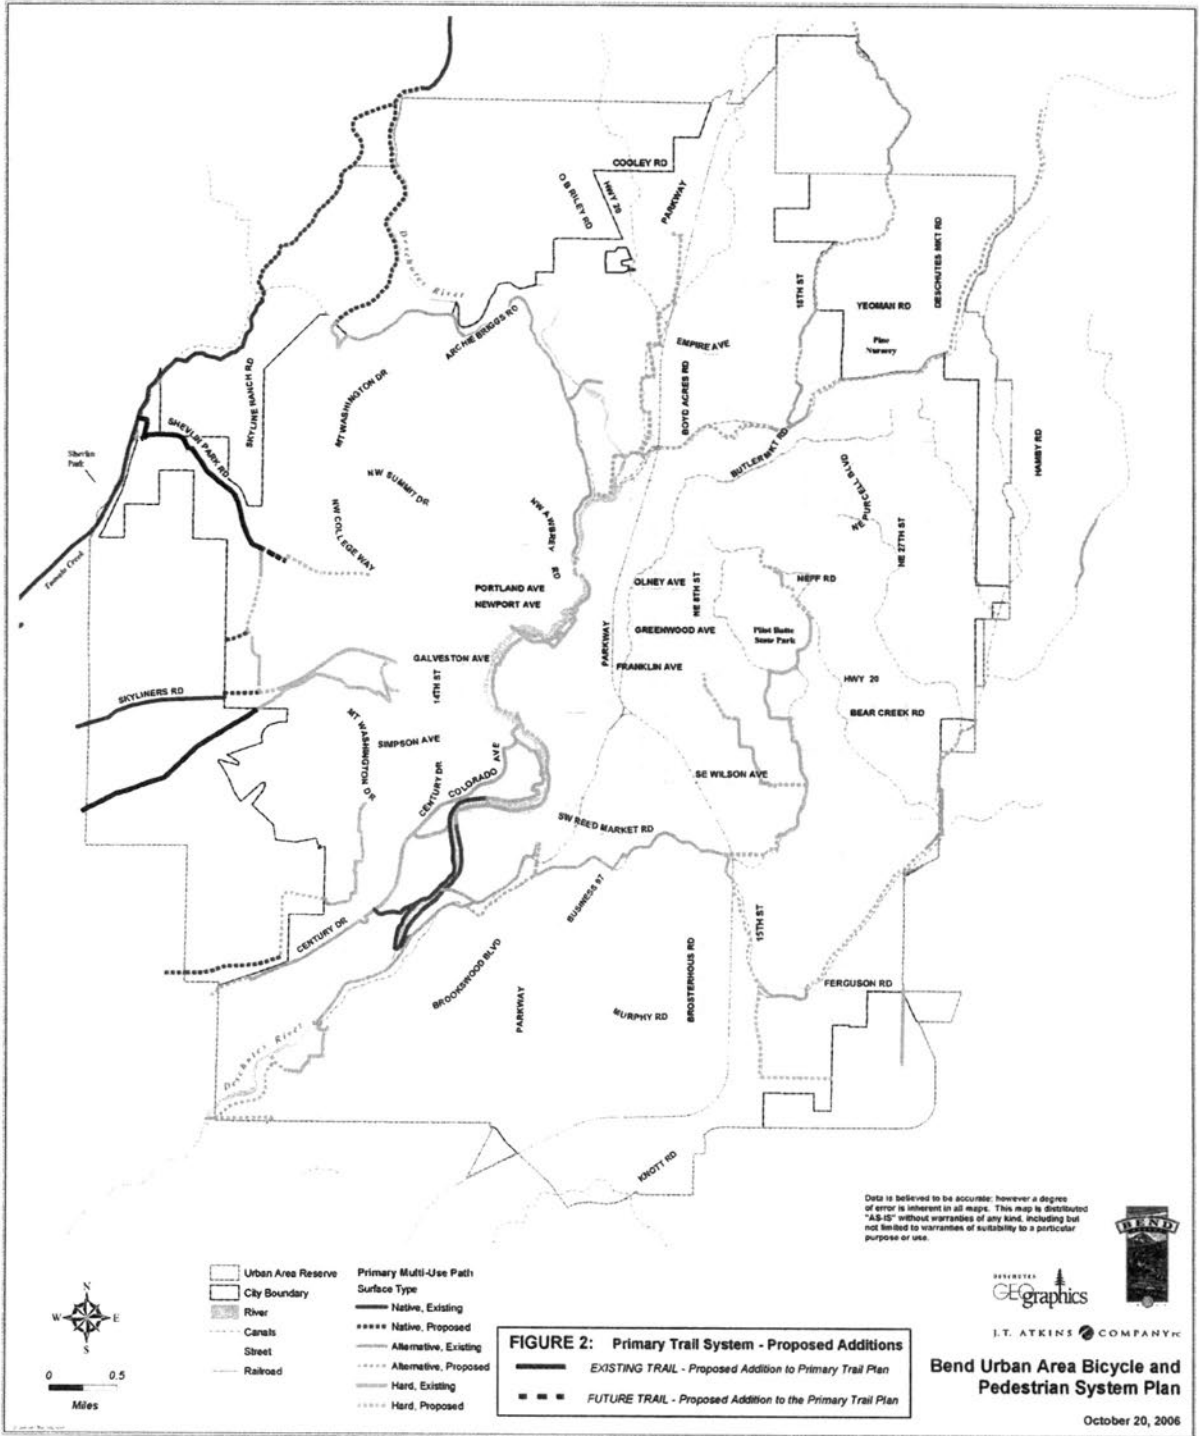 COOLEY RD
O B RILEY RD
HWY 20
PARKWAY
Deschutes River
DESCHUTES MKT RD
18TH ST
YEOMAN RD
Pine
Nursery
ARCHIE BRIGGS RD
EMPIRE AVE
BOYD ACRES RD
SKYLINE RANCH RD
MT WASHINGTON DR
SHEVLIN PARK RD
Shevlin
Park
BUTLER MKT RD
HAMBY RD
NW SUMMIT DR
NE PURCELL BLVD
NW COLLEGE WAY
NW AWBREY RD
NE 27TH ST
Tumalo Creek
PORTLAND AVE
NEWPORT AVE
OLNEY AVE
NE 8TH ST
NEFF RD
GREENWOOD AVE
Pilot Butte
State Park
PARKWAY
GALVESTON AVE
FRANKLIN AVE
14TH ST
HWY 20
SKYLINERS RD
BEAR CREEK RD
MT WASHINGTON DR
SIMPSON AVE
CENTURY DR
COLORADO AVE
SE WILSON AVE
SW REED MARKET RD
BUSINESS 97
15TH ST
CENTURY DR
BROOKSWOOD BLVD
BROSTERHOUS RD
PARKWAY
FERGUSON RD
MURPHY RD
Deschutes River
KNOTT RD
Data is believed to be accurate; however a degree
of error is inherent in all maps. This map is distributed
"AS-IS" without warranties of any kind, including but
not limited to warranties of suitability to a particular
purpose or use.
BEND
DESCHUTES
GEOgraphics
J.T. ATKINS COMPANY PC
Bend Urban Area Bicycle and
Pedestrian System Plan
October 20, 2006
N
W E
S
0 0.5
Miles
Urban Area Reserve
City Boundary
River
Canals
Street
Railroad
Primary Multi-Use Path
Surface Type
Native, Existing
Native, Proposed
Alternative, Existing
Alternative, Proposed
Hard, Existing
Hard, Proposed
FIGURE 2: Primary Trail System - Proposed Additions
EXISTING TRAIL - Proposed Addition to Primary Trail Plan
FUTURE TRAIL - Proposed Addition to the Primary Trail Plan